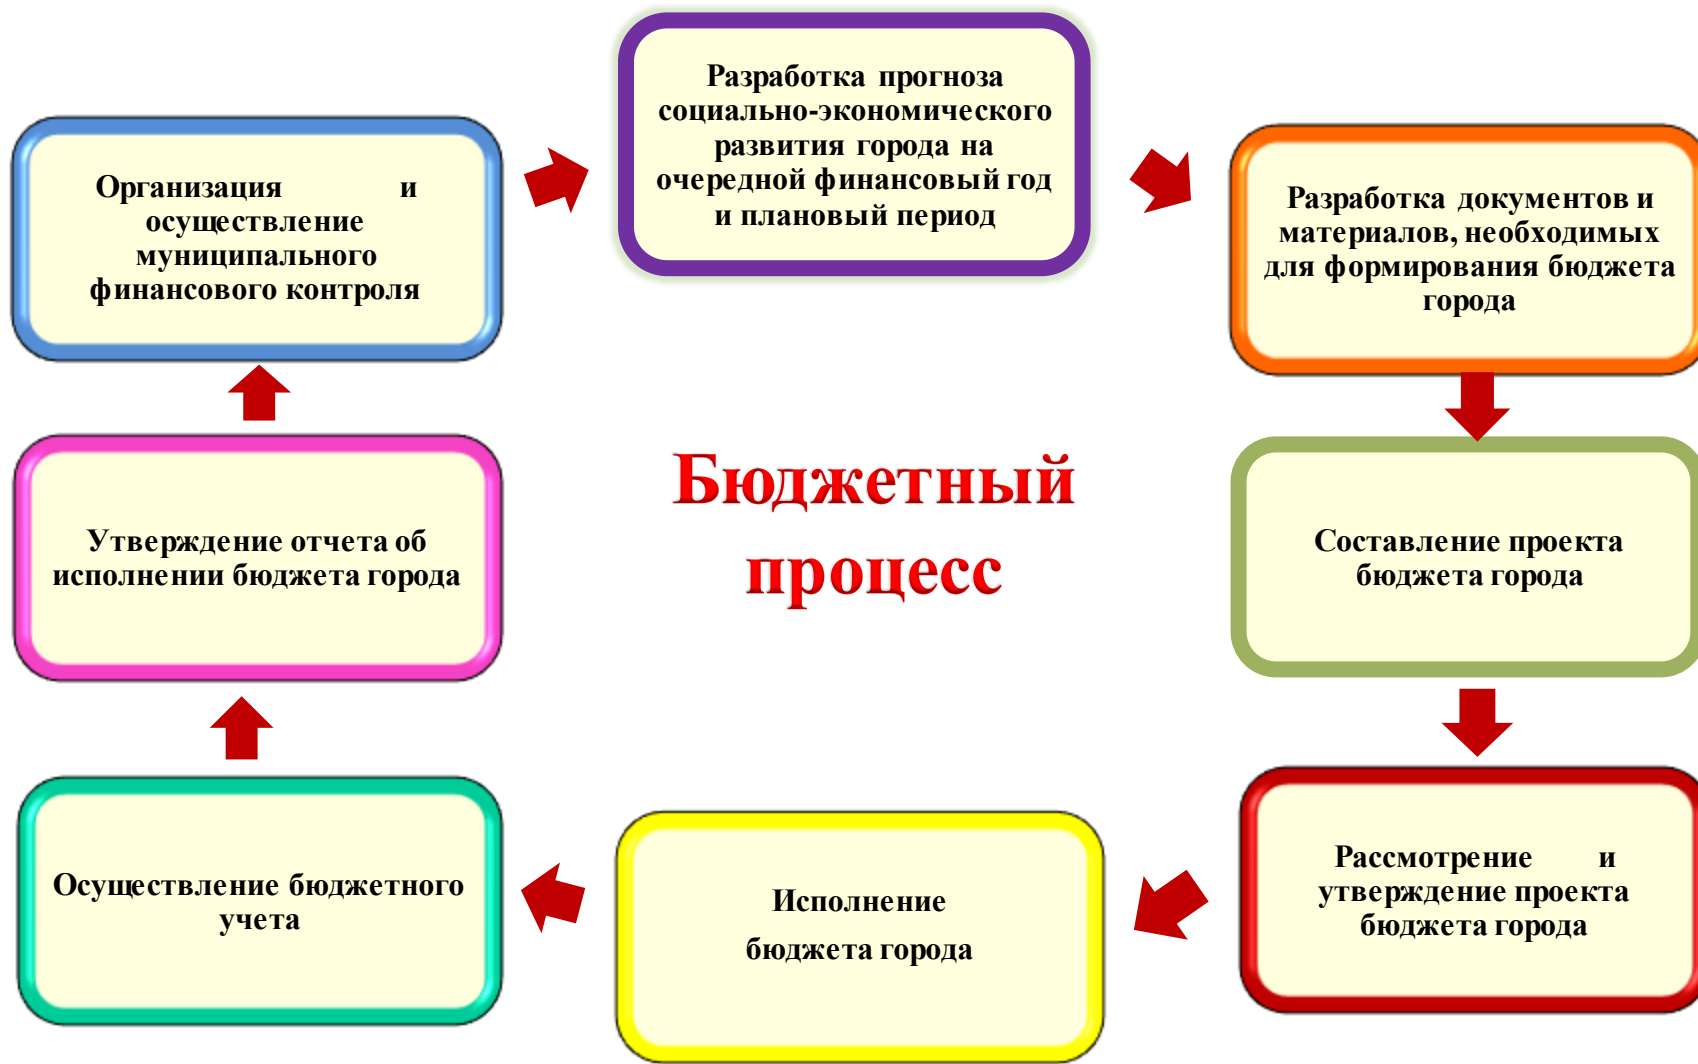 Разработка прогноза
социально-экономического
развития города на
очередной финансовый год
и плановый период
Разработка документов и
материалов, необходимых
для формирования бюджета
города
Составление проекта
бюджета города
Рассмотрение и
утверждение проекта
бюджета города
Исполнение
бюджета города
Осуществление бюджетного
учета
Утверждение отчета об
исполнении бюджета города
Организация и
осуществление
муниципального
финансового контроля
Бюджетный
процесс